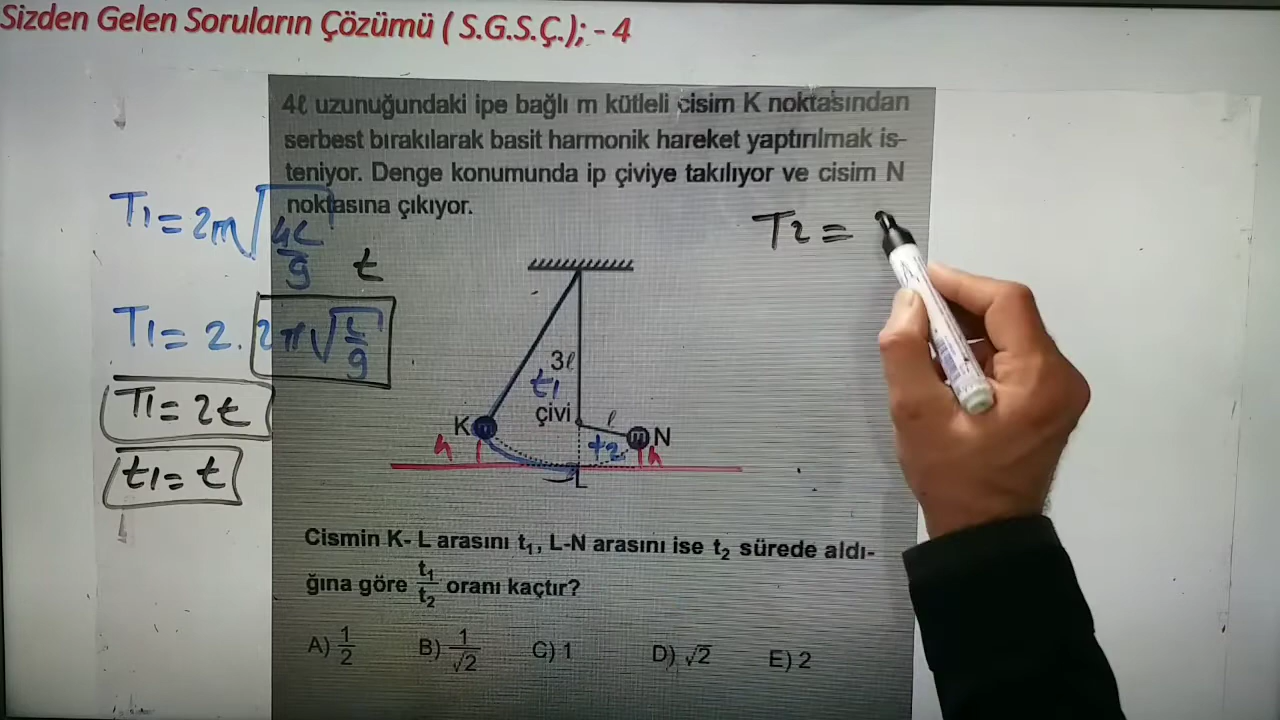 Sizden Gelen Soruların Çözümü ( S.G.S.Ç.); - 4
4ℓ uzunuğundaki ipe bağlı m kütleli cisim K noktasından
serbest bırakılarak basit harmonik hareket yaptırılmak is-
teniyor. Denge konumunda ip çiviye takılıyor ve cisim N
noktasına çıkıyor.
T1 = 2π√4L/g
t
T1 = 2. 2π√L/g
T1 = 2t
t1 = t
T2 =
3ℓ
t1
çivi
ℓ
K
m
N
h
t2
h
L
Cismin K- L arasını t₁, L-N arasını ise t₂ sürede aldı-
ğına göre t₁/t₂ oranı kaçtır?
A) 1/2 B) 1/√2 C) 1 D) √2 E) 2